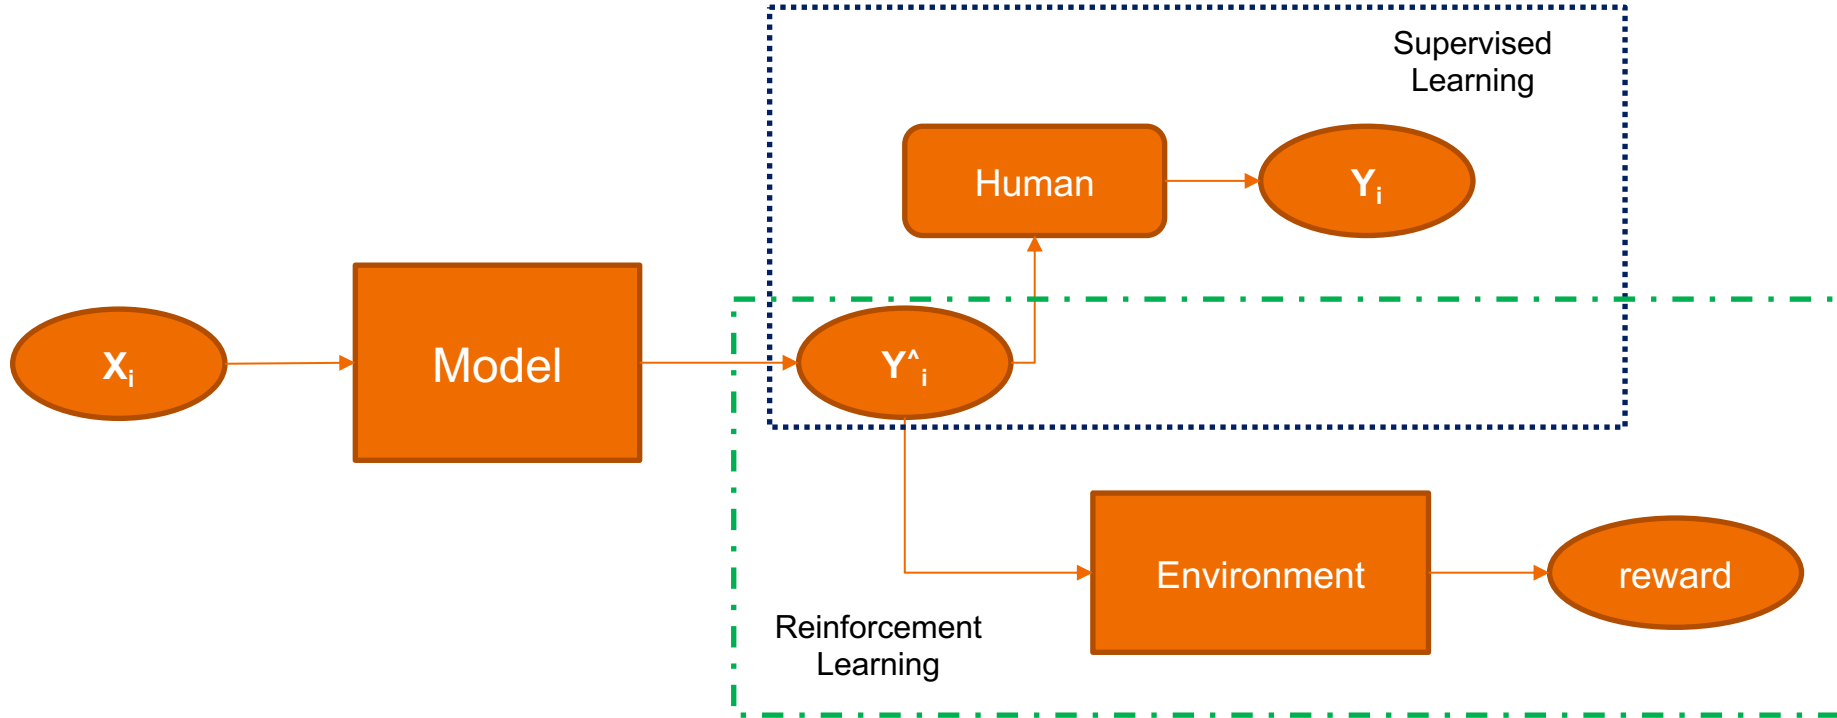 Supervised
Learning
Human
Yᵢ
Xᵢ
Model
Y^ᵢ
Environment
reward
Reinforcement
Learning